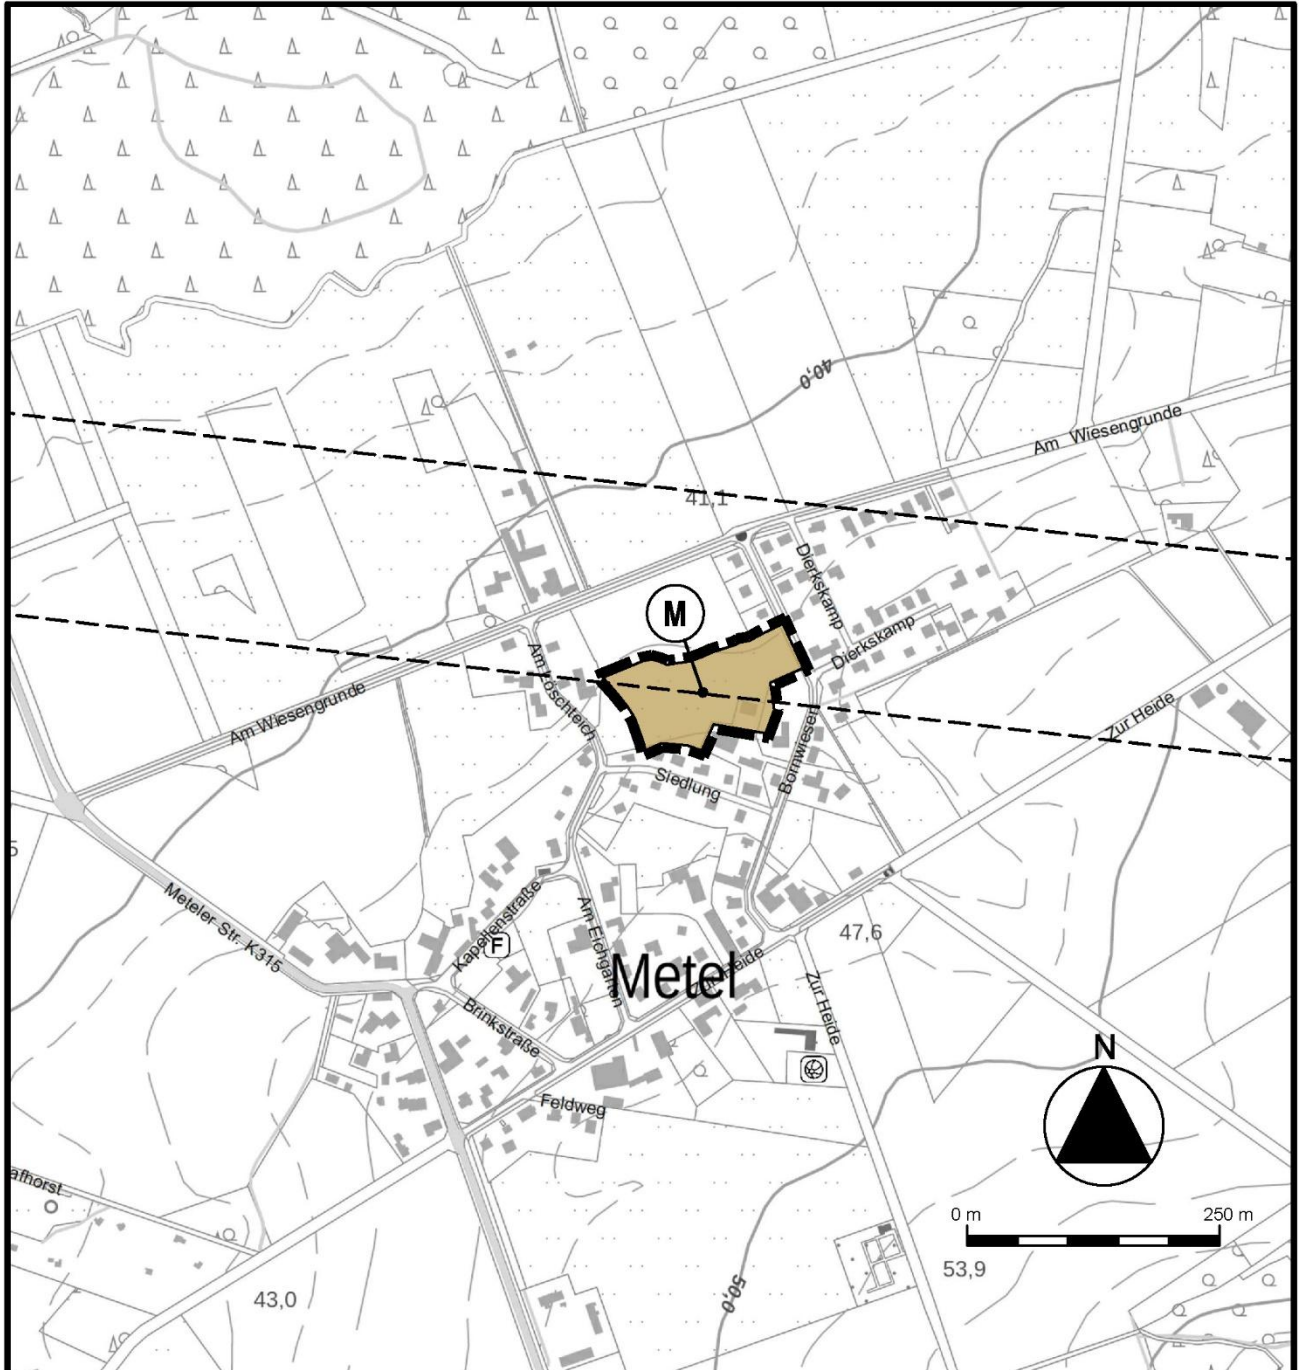 40,0
Am Wiesengrunde
41,1
Dierkskamp
M
Dierkskamp
Am Löschteich
Am Wiesengrunde
Zur Heide
Bornwiesen
Siedlung
Meteler Str. K315
Kapellenstraße
Am Eichgarten
47,6
F
Metel
Zur Heide
Zur Heide
Brinkstraße
N
Feldweg
afhorst
0 m
250 m
53,9
50,0
43,0